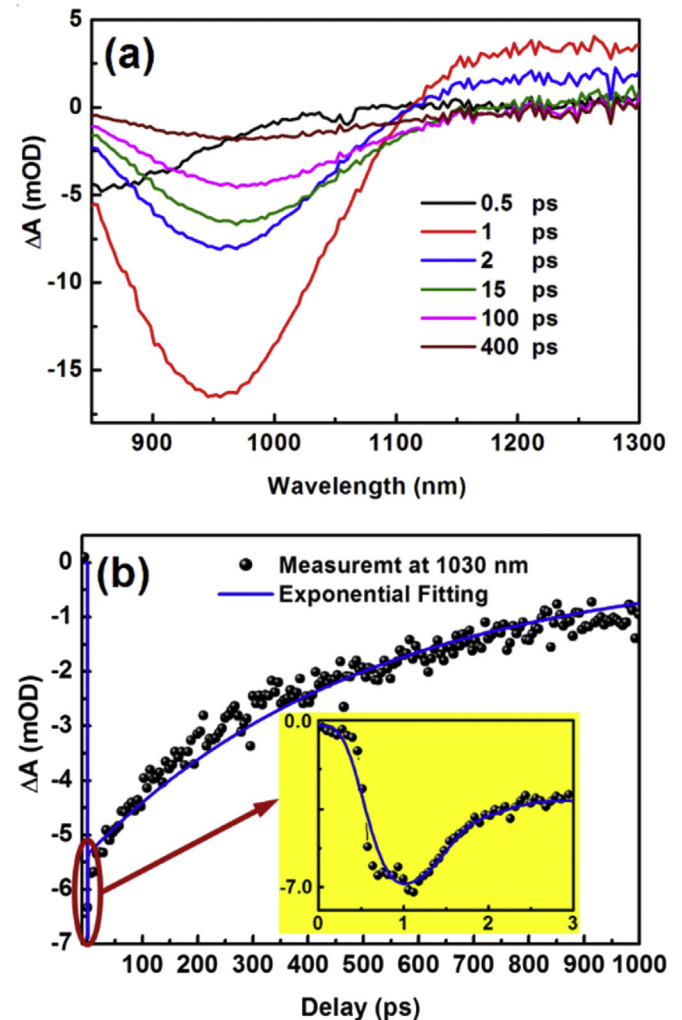 (a)
5
0
-5
-10
-15
ΔA (mOD)
0.5 ps
1 ps
2 ps
15 ps
100 ps
400 ps
900 1000 1100 1200 1300
Wavelength (nm)
(b)
Measuremt at 1030 nm
Exponential Fitting
0
-1
-2
-3
-4
-5
-6
-7
ΔA (mOD)
0.0
-7.0
0 1 2 3
100 200 300 400 500 600 700 800 900 1000
Delay (ps)